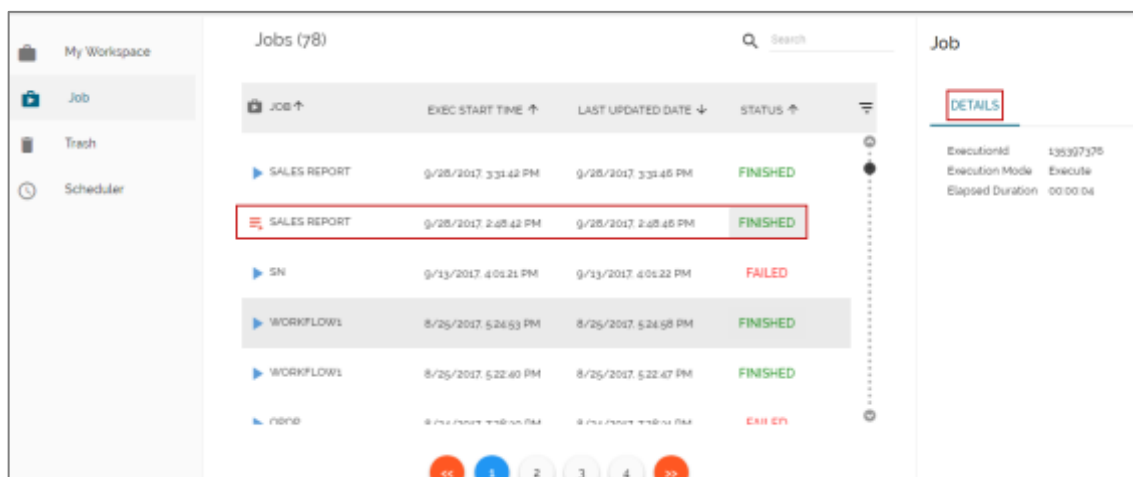 My Workspace
Job
Trash
Scheduler
Jobs (78)
Search
JOB EXEC START TIME LAST UPDATED DATE STATUS
SALES REPORT 9/28/2017, 3:31:42 PM 9/28/2017, 3:31:46 PM FINISHED
SALES REPORT 9/28/2017, 2:48:42 PM 9/28/2017, 2:48:46 PM FINISHED
SN 9/13/2017, 4:01:21 PM 9/13/2017, 4:01:22 PM FAILED
WORKFLOW1 8/25/2017, 5:24:53 PM 8/25/2017, 5:24:58 PM FINISHED
WORKFLOW1 8/25/2017, 5:22:40 PM 8/25/2017, 5:22:47 PM FINISHED
FAILED
<< 1 2 3 4 >>
Job
DETAILS
ExecutionId 135397376
Execution Mode Execute
Elapsed Duration 00:00:04